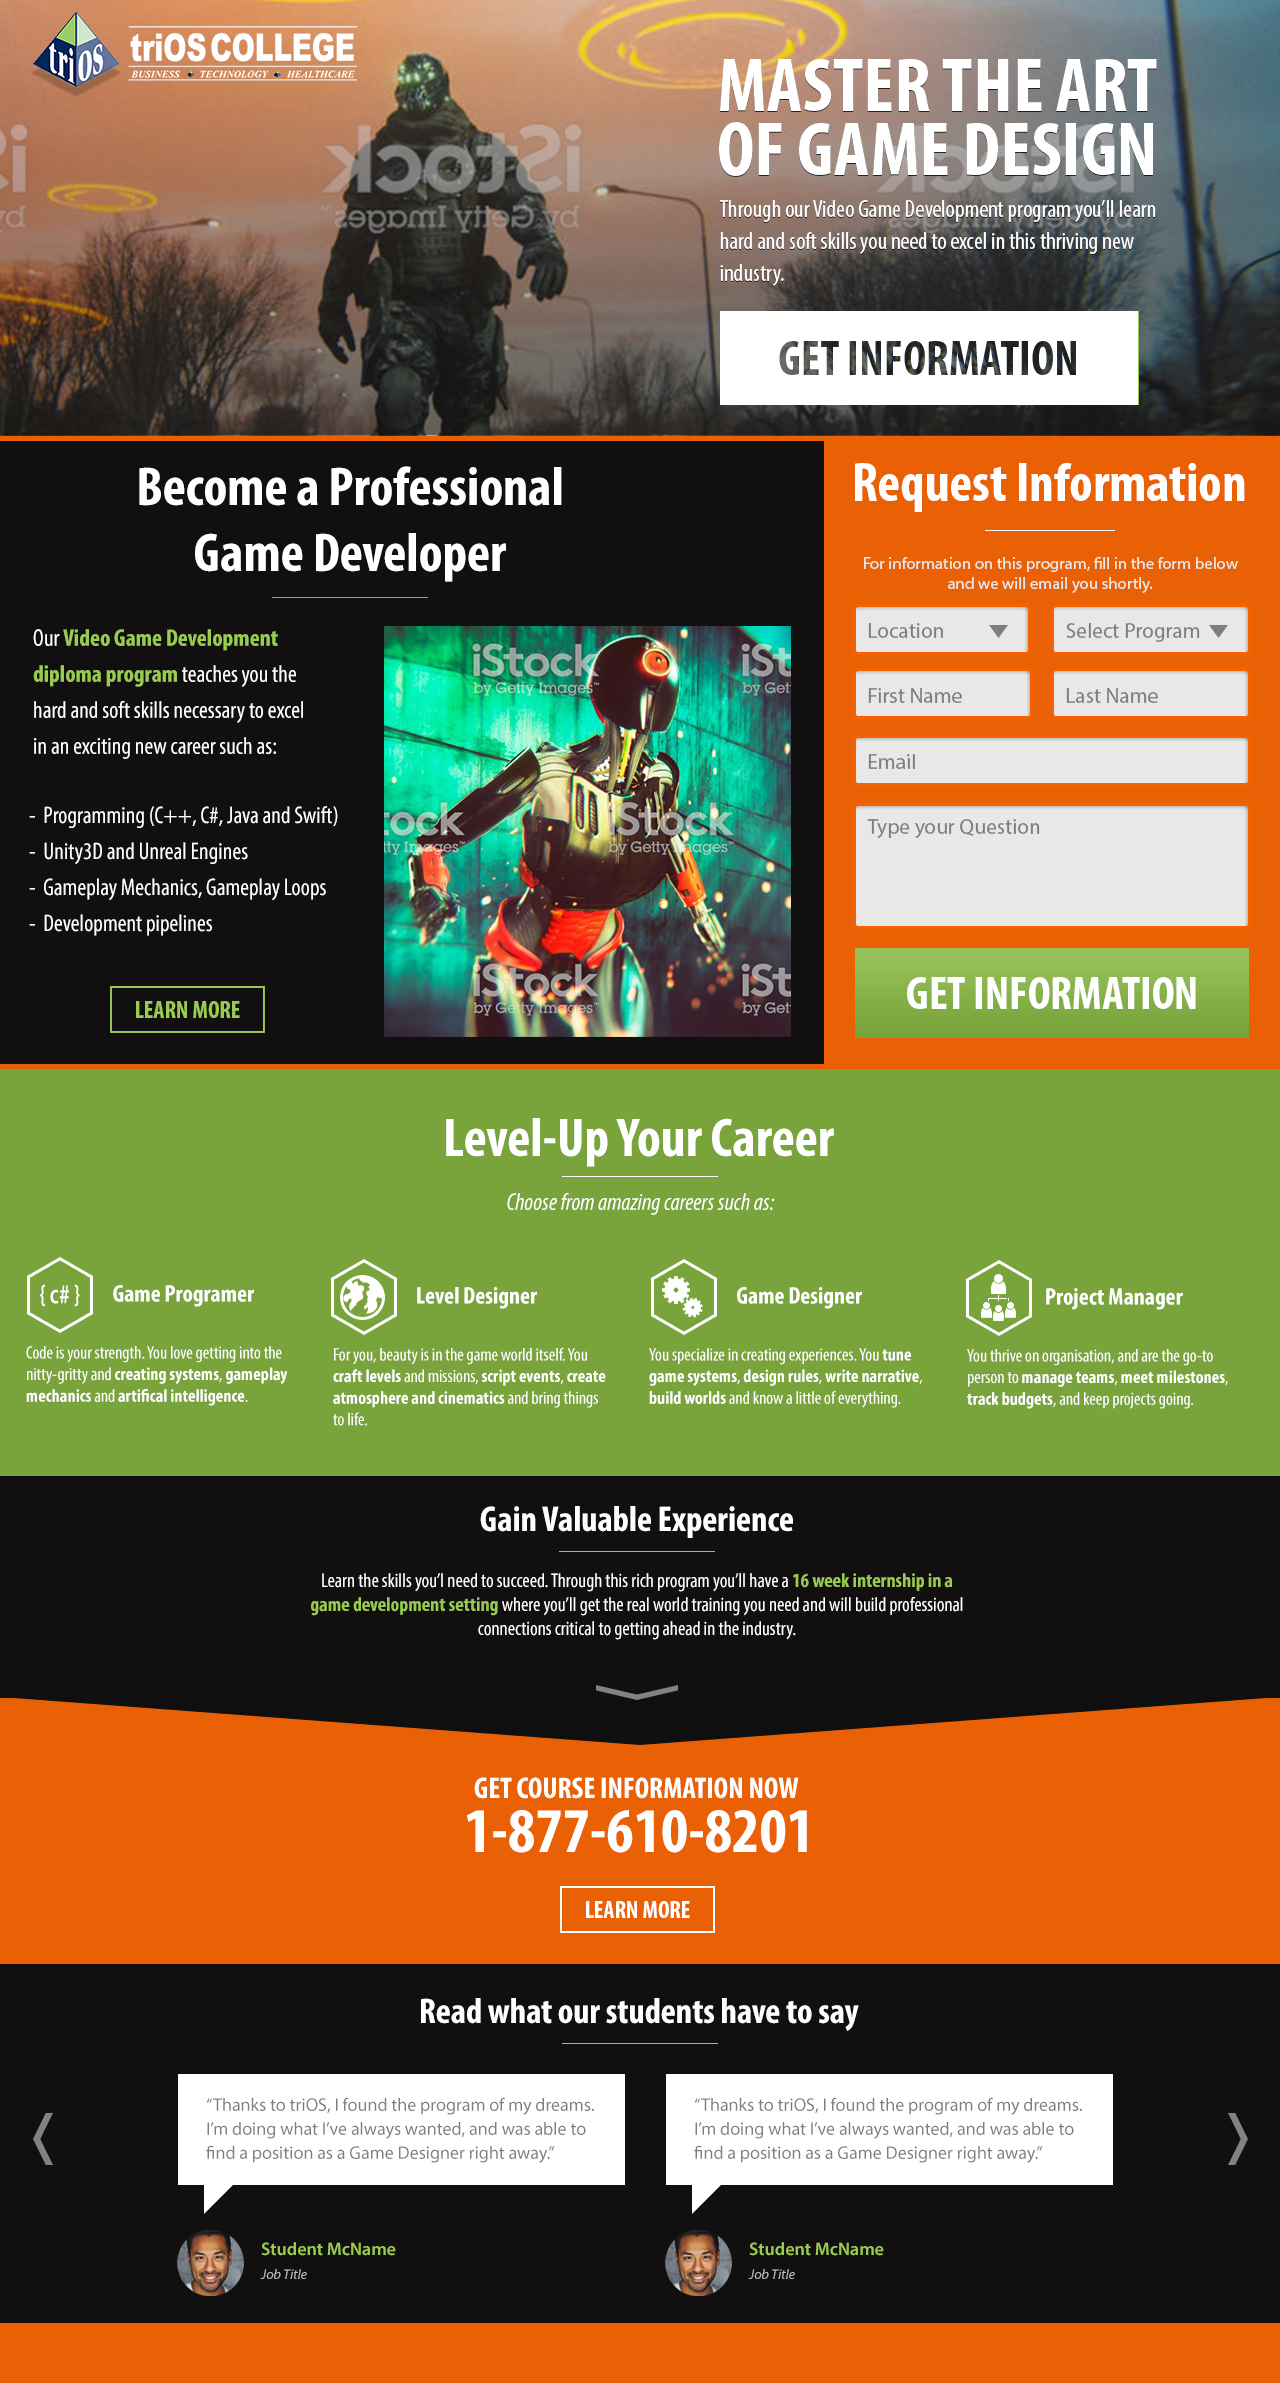 triOS
triOS COLLEGE
BUSINESS TECHNOLOGY HEALTHCARE
MASTER THE ART
OF GAME DESIGN
iStock
by Getty Images™
Through our Video Game Development program you'll learn
hard and soft skills you need to excel in this thriving new
industry.
GET INFORMATION
Become a Professional
Game Developer
Our Video Game Development
diploma program teaches you the
hard and soft skills necessary to excel
in an exciting new career such as:
- Programming (C++, C#, Java and Swift)
- Unity3D and Unreal Engines
- Gameplay Mechanics, Gameplay Loops
- Development pipelines
LEARN MORE
iStock
by Getty Images™
iSt
by Get
ock
ty Images™
iStock
by Getty Images™
iStock
by Getty Images™
iSt
by Get
Request Information
For information on this program, fill in the form below
and we will email you shortly.
Location
Select Program
First Name
Last Name
Email
Type your Question
GET INFORMATION
Level-Up Your Career
Choose from amazing careers such as:
{ c# }
Game Programer
Code is your strength. You love getting into the
nitty-gritty and creating systems, gameplay
mechanics and artifical intelligence.
Level Designer
For you, beauty is in the game world itself. You
craft levels and missions, script events, create
atmosphere and cinematics and bring things
to life.
Game Designer
You specialize in creating experiences. You tune
game systems, design rules, write narrative,
build worlds and know a little of everything.
Project Manager
You thrive on organisation, and are the go-to
person to manage teams, meet milestones,
track budgets, and keep projects going.
Gain Valuable Experience
Learn the skills you'l need to succeed. Through this rich program you'll have a 16 week internship in a
game development setting where you'll get the real world training you need and will build professional
connections critical to getting ahead in the industry.
GET COURSE INFORMATION NOW
1-877-610-8201
LEARN MORE
Read what our students have to say
“Thanks to triOS, I found the program of my dreams.
I'm doing what I've always wanted, and was able to
find a position as a Game Designer right away.”
Student McName
Job Title
“Thanks to triOS, I found the program of my dreams.
I'm doing what I've always wanted, and was able to
find a position as a Game Designer right away.”
Student McName
Job Title